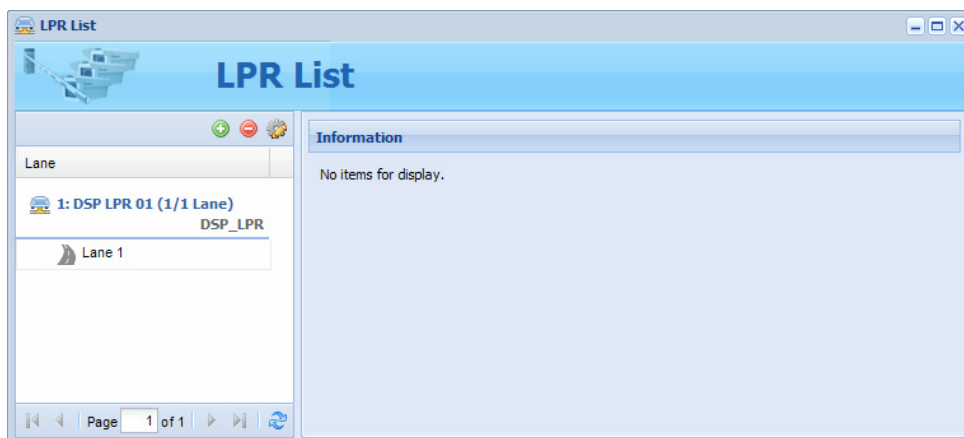 LPR List
LPR List
Information
Lane
No items for display.
1: DSP LPR 01 (1/1 Lane)
DSP_LPR
Lane 1
Page 1 of 1